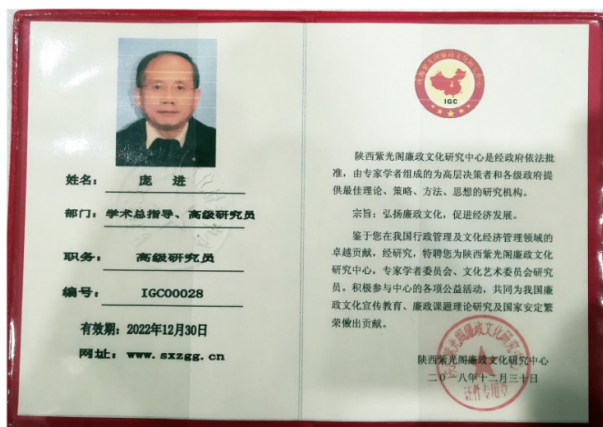 姓名： 庞 进
部门： 学术总指导、高级研究员
职务： 高级研究员
编号： IGC00028
有效期：2022年12月30日
网址：www.sxzgg.cn
IGC
陕西紫光阁廉政文化研究中心是经政府依法批
准，由专家学者组成的为高层决策者和各级政府提
供最佳理论、策略、方法、思想的研究机构。
宗旨：弘扬廉政文化，促进经济发展。
鉴于您在我国行政管理及文化经济管理领域的
卓越贡献，经研究，特聘您为陕西紫光阁廉政文化
研究中心，专家学者委员会、文化艺术委员会研究
员。积极参与中心的各项公益活动，共同为我国廉
政文化宣传教育、廉政课题理论研究及国家安定繁
荣做出贡献。
陕西紫光阁廉政文化研究中心
二〇一八年十二月三十日
证件专用章